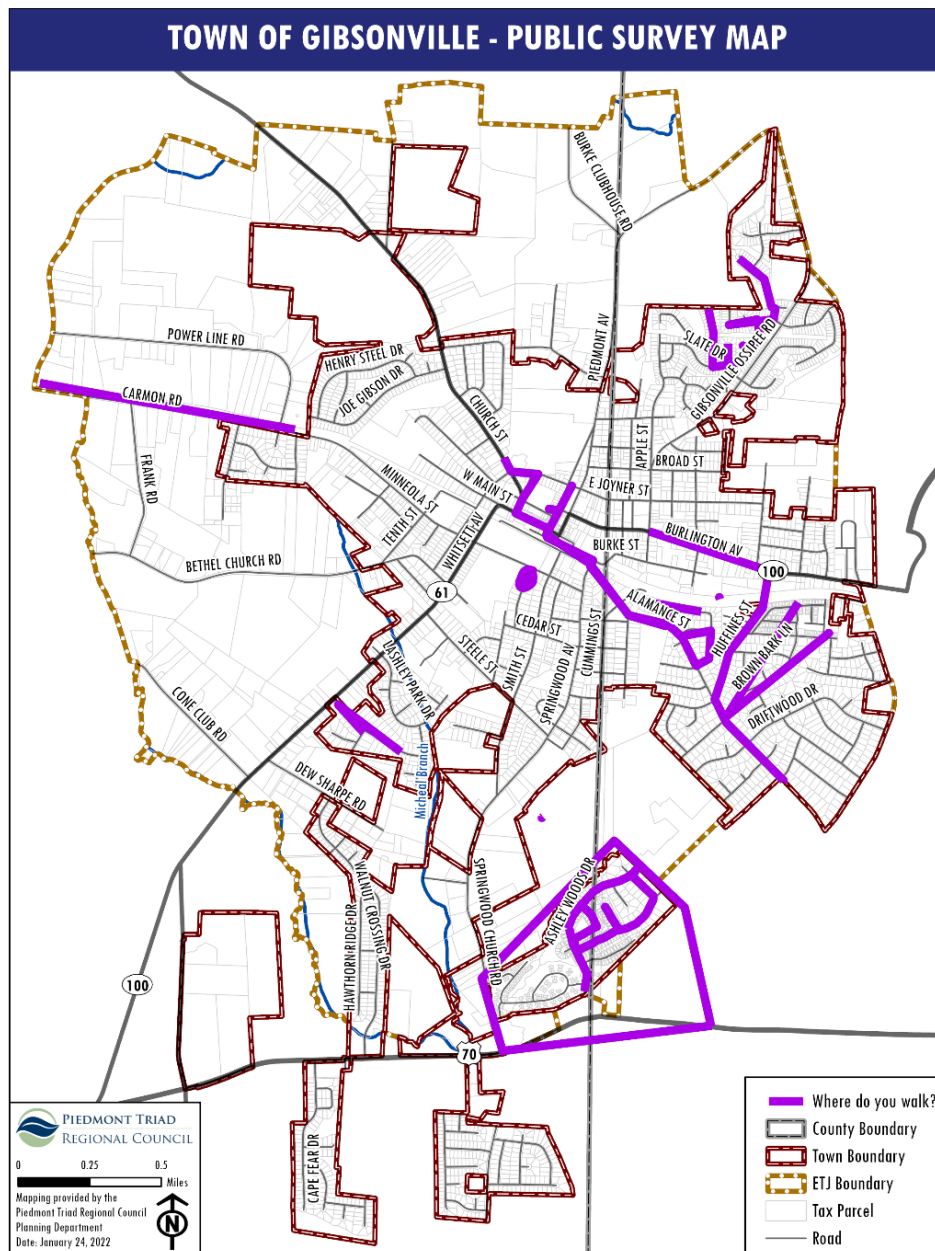 TOWN OF GIBSONVILLE - PUBLIC SURVEY MAP
BURKE CLUBHOUSE RD
POWER LINE RD
HENRY STEEL DR
JOE GIBSON DR
PIEDMONT AV
SLATE DR
GIBSONVILLE OSSIPEE RD
CARMON RD
CHURCH ST
APPLE ST
BROAD ST
FRANK RD
MINNEOLA ST
W MAIN ST
E JOYNER ST
TENTH ST
WHITSETT AV
BURKE ST
BURLINGTON AV
BETHEL CHURCH RD
100
61
ALAMANCE ST
HUFFINES ST
CEDAR ST
STEELE ST
SMITH ST
SPRINGWOOD AV
CUMMINGS ST
BROWN BARK LN
DASHLEY PARK DR
DRIFTWOOD DR
CONE CLUB RD
DEW SHARPE RD
Micheal Branch
WALNUT CROSSING DR
HAWTHORN RIDGE DR
SPRINGWOOD CHURCH RD
ASHLEY WOODS DR
100
70
CAPE FEAR DR
PIEDMONT TRIAD
REGIONAL COUNCIL
0 0.25 0.5
Miles
Mapping provided by the
Piedmont Triad Regional Council
Planning Department
Date: January 24, 2022
N
Where do you walk?
County Boundary
Town Boundary
ETJ Boundary
Tax Parcel
Road